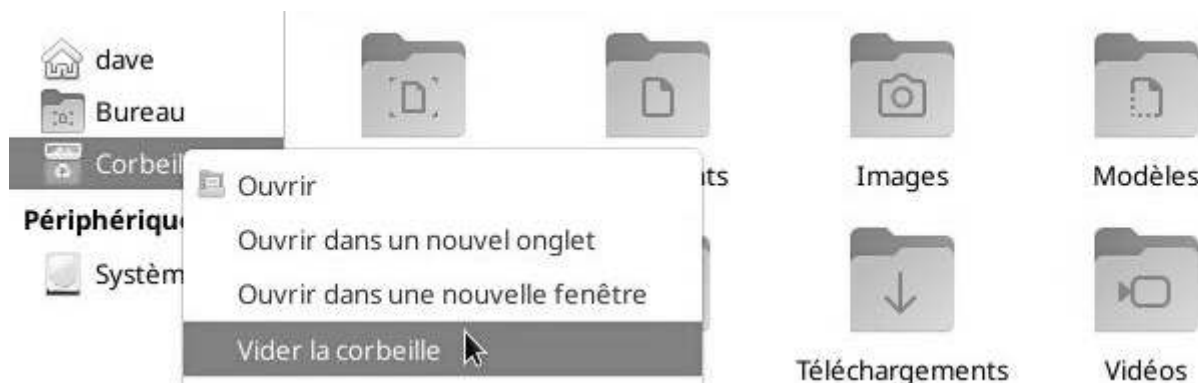 dave
Bureau
Corbeil
Périphériqu
Systèm
Ouvrir
Ouvrir dans un nouvel onglet
Ouvrir dans une nouvelle fenêtre
Vider la corbeille
ts
Images
Modèles
Téléchargements
Vidéos